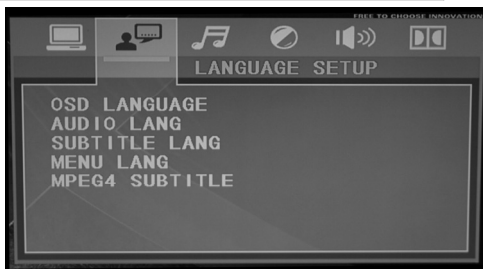 FREE TO CHOOSE INNOVATION
LANGUAGE SETUP
OSD LANGUAGE
AUDIO LANG
SUBTITLE LANG
MENU LANG
MPEG4 SUBTITLE